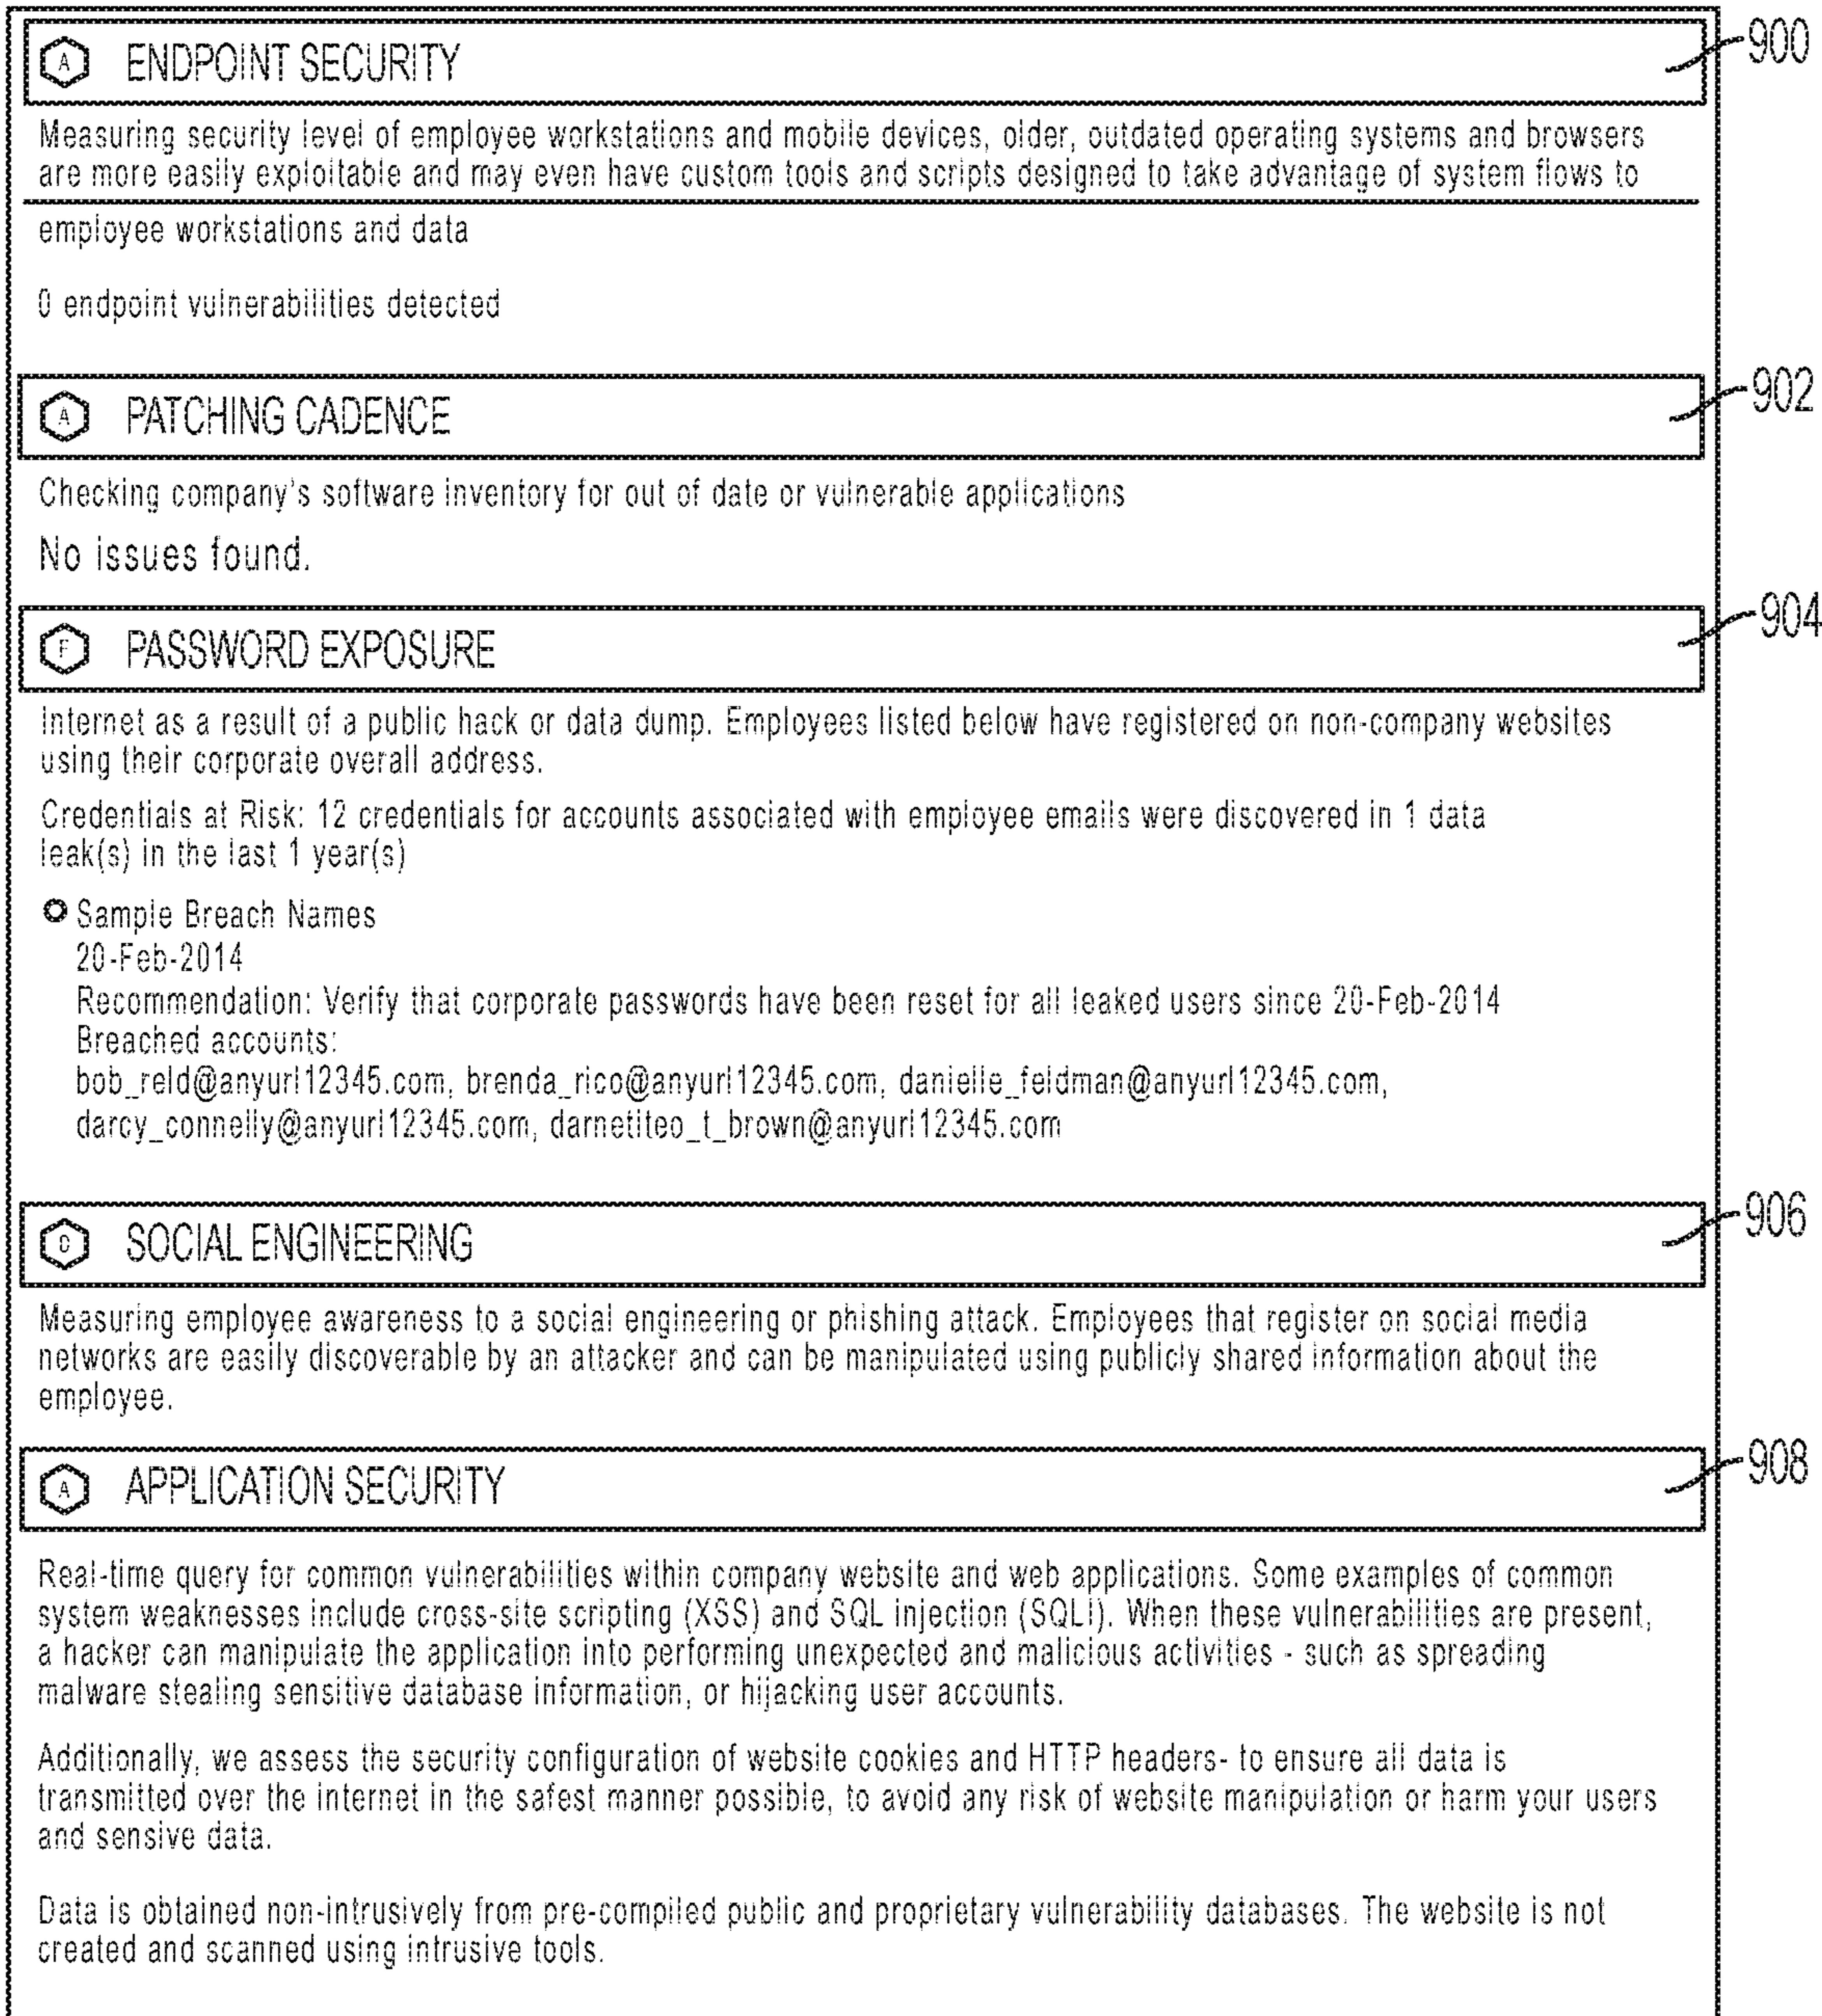 A ENDPOINT SECURITY 900
Measuring security level of employee workstations and mobile devices, older, outdated operating systems and browsers
are more easily exploitable and may even have custom tools and scripts designed to take advantage of system flows to
employee workstations and data
0 endpoint vulnerabilities detected
A PATCHING CADENCE 902
Checking company's software inventory for out of date or vulnerable applications
No issues found.
F PASSWORD EXPOSURE 904
Internet as a result of a public hack or data dump. Employees listed below have registered on non-company websites
using their corporate overall address.
Credentials at Risk: 12 credentials for accounts associated with employee emails were discovered in 1 data
leak(s) in the last 1 year(s)
Sample Breach Names
20-Feb-2014
Recommendation: Verify that corporate passwords have been reset for all leaked users since 20-Feb-2014
Breached accounts:
bob_reld@anyurl12345.com, brenda_rico@anyurl12345.com, danielle_feldman@anyurl12345.com,
darcy_connelly@anyurl12345.com, darnetiteo_t_brown@anyurl12345.com
SOCIAL ENGINEERING 906
Measuring employee awareness to a social engineering or phishing attack. Employees that register on social media
networks are easily discoverable by an attacker and can be manipulated using publicly shared information about the
employee.
A APPLICATION SECURITY 908
Real-time query for common vulnerabilities within company website and web applications. Some examples of common
system weaknesses include cross-site scripting (XSS) and SQL injection (SQLi). When these vulnerabilities are present,
a hacker can manipulate the application into performing unexpected and malicious activities - such as spreading
malware stealing sensitive database information, or hijacking user accounts.
Additionally, we assess the security configuration of website cookies and HTTP headers- to ensure all data is
transmitted over the internet in the safest manner possible, to avoid any risk of website manipulation or harm your users
and sensive data.
Data is obtained non-intrusively from pre-compiled public and proprietary vulnerability databases. The website is not
created and scanned using intrusive tools.